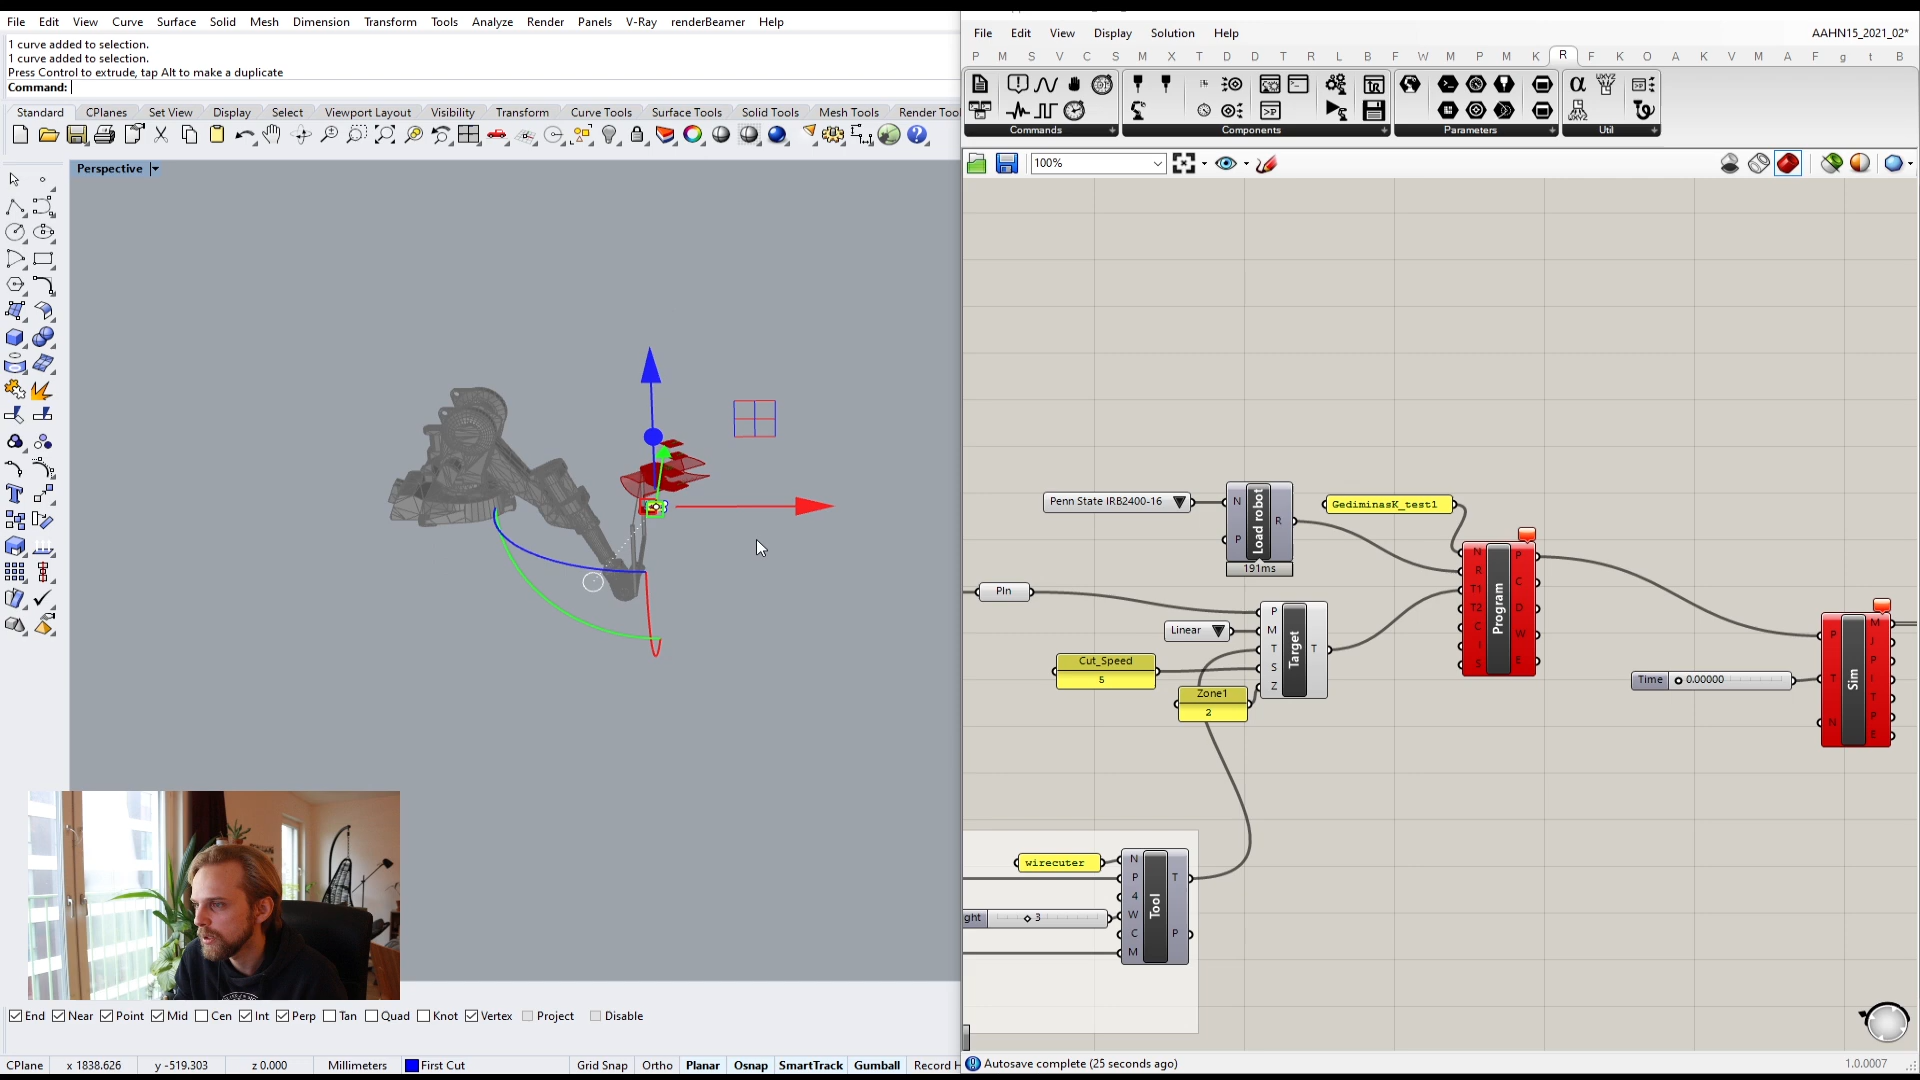 File Edit View Curve Surface Solid Mesh Dimension Transform Tools Analyze Render Panels V-Ray renderBeamer Help
1 curve added to selection.
1 curve added to selection.
Press Control to extrude, tap Alt to make a duplicate
Command:
Standard CPlanes Set View Display Select Viewport Layout Visibility Transform Curve Tools Surface Tools Solid Tools Mesh Tools Render Tool
Perspective
End Near Point Mid Cen Int Perp Tan Quad Knot Vertex Project Disable
CPlane x 1838.626 y -519.303 z 0.000 Millimeters First Cut Grid Snap Ortho Planar Osnap SmartTrack Gumball Record H
File Edit View Display Solution Help AAHN15_2021_02*
P M S V C S M X T D D T R L B F W M P M K R F K O A K V M A F g t B
Commands Components Parameters Util
100%
Penn State IRB2400-16
N P Load robot R
191ms
GediminasK_test1
N R T1 T2 C I S Program P C D W E
PIn
Linear
P M T S Z Target T
Cut_Speed
5
Zone1
2
Time 0.00000
P T N Sim M J P I T P E
wirecuter
N P 4 W C M Tool T P
ght 3
Autosave complete (25 seconds ago) 1.0.0007